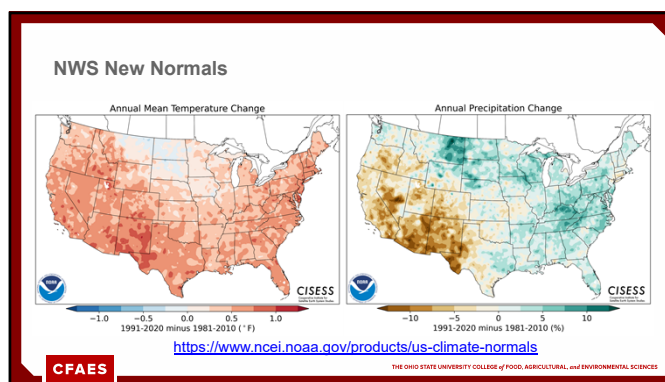 NWS New Normals
Annual Mean Temperature Change
Annual Precipitation Change
NOAA
CISESS
NOAA
CISESS
−1.0 −0.5 0.0 0.5 1.0
1991-2020 minus 1981-2010 (°F)
−10 −5 0 5 10
1991-2020 minus 1981-2010 (%)
https://www.ncei.noaa.gov/products/us-climate-normals
CFAES
THE OHIO STATE UNIVERSITY COLLEGE of FOOD, AGRICULTURAL, and ENVIRONMENTAL SCIENCES